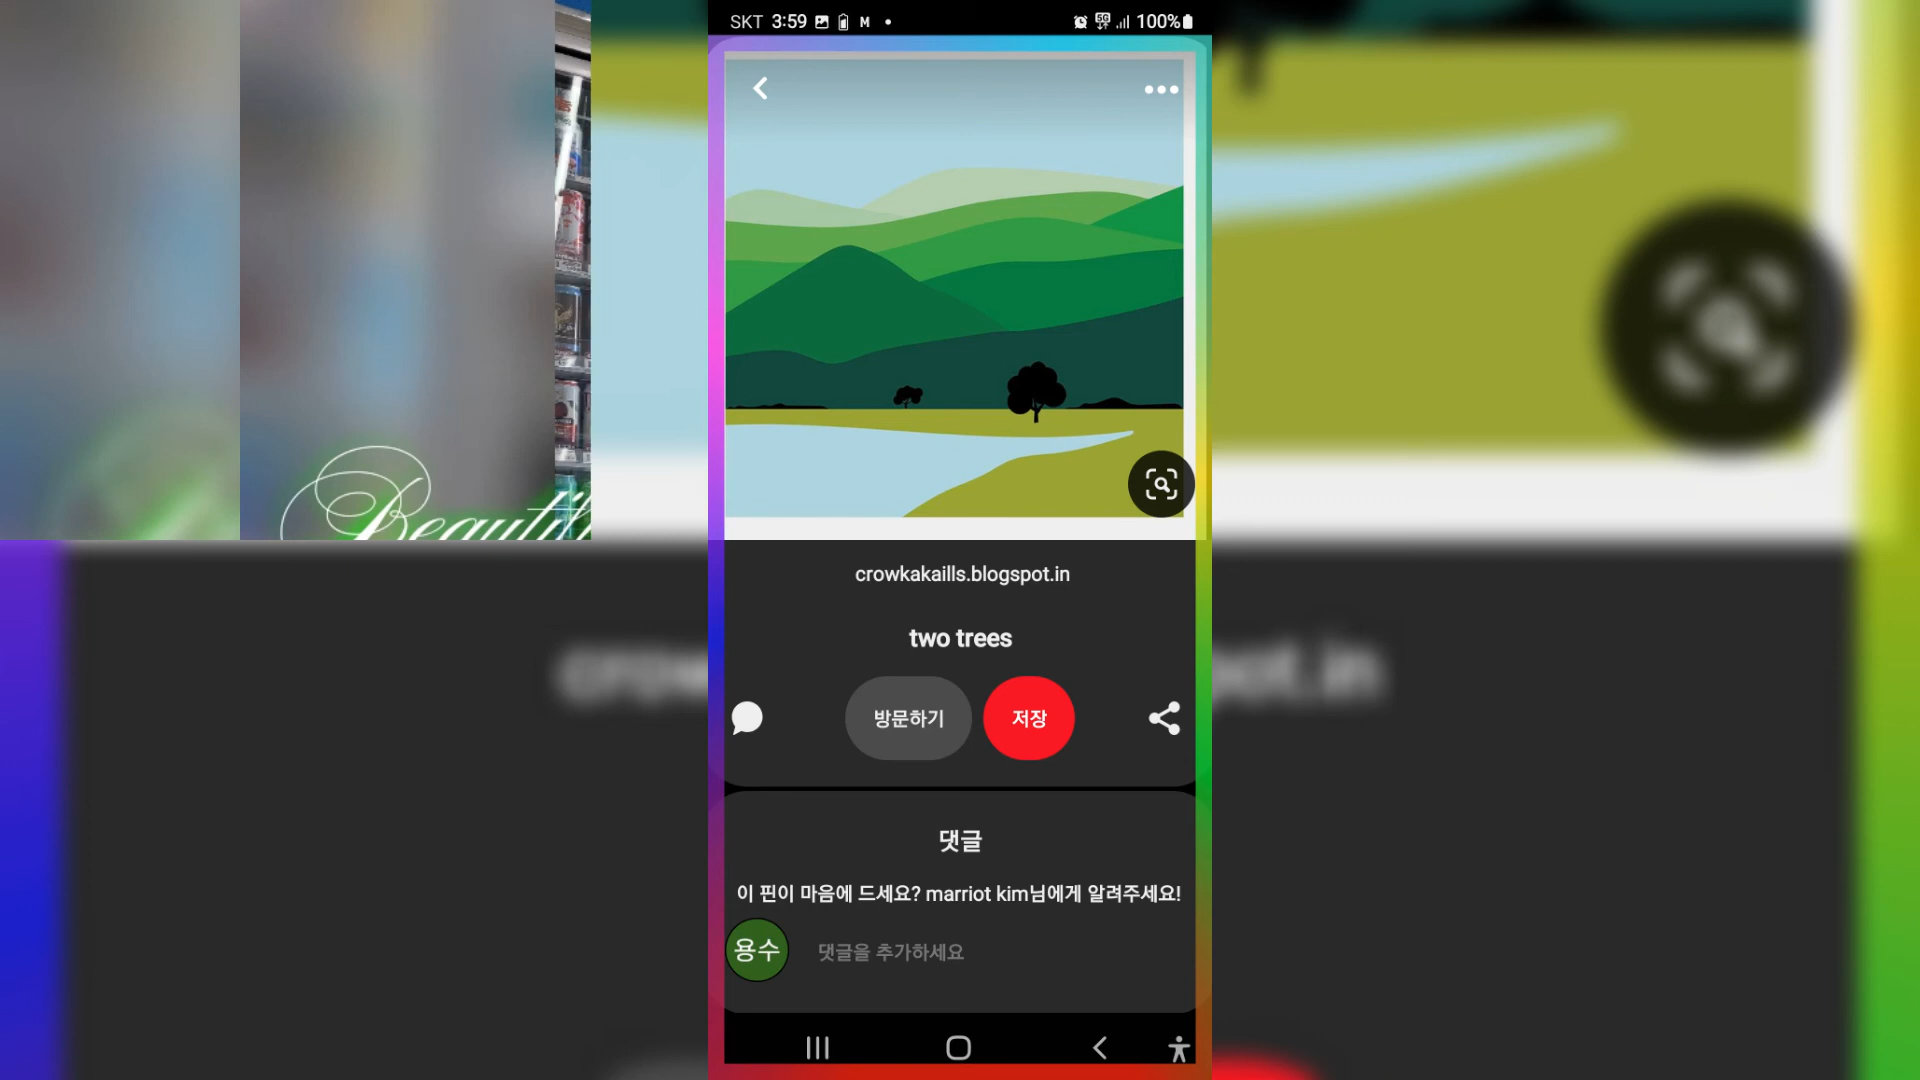 SKT 3:59 M 100%
Beautif
crowkakaills.blogspot.in
two trees
방문하기 저장
댓글
이 핀이 마음에 드세요? marriot kim님에게 알려주세요!
용수 댓글을 추가하세요